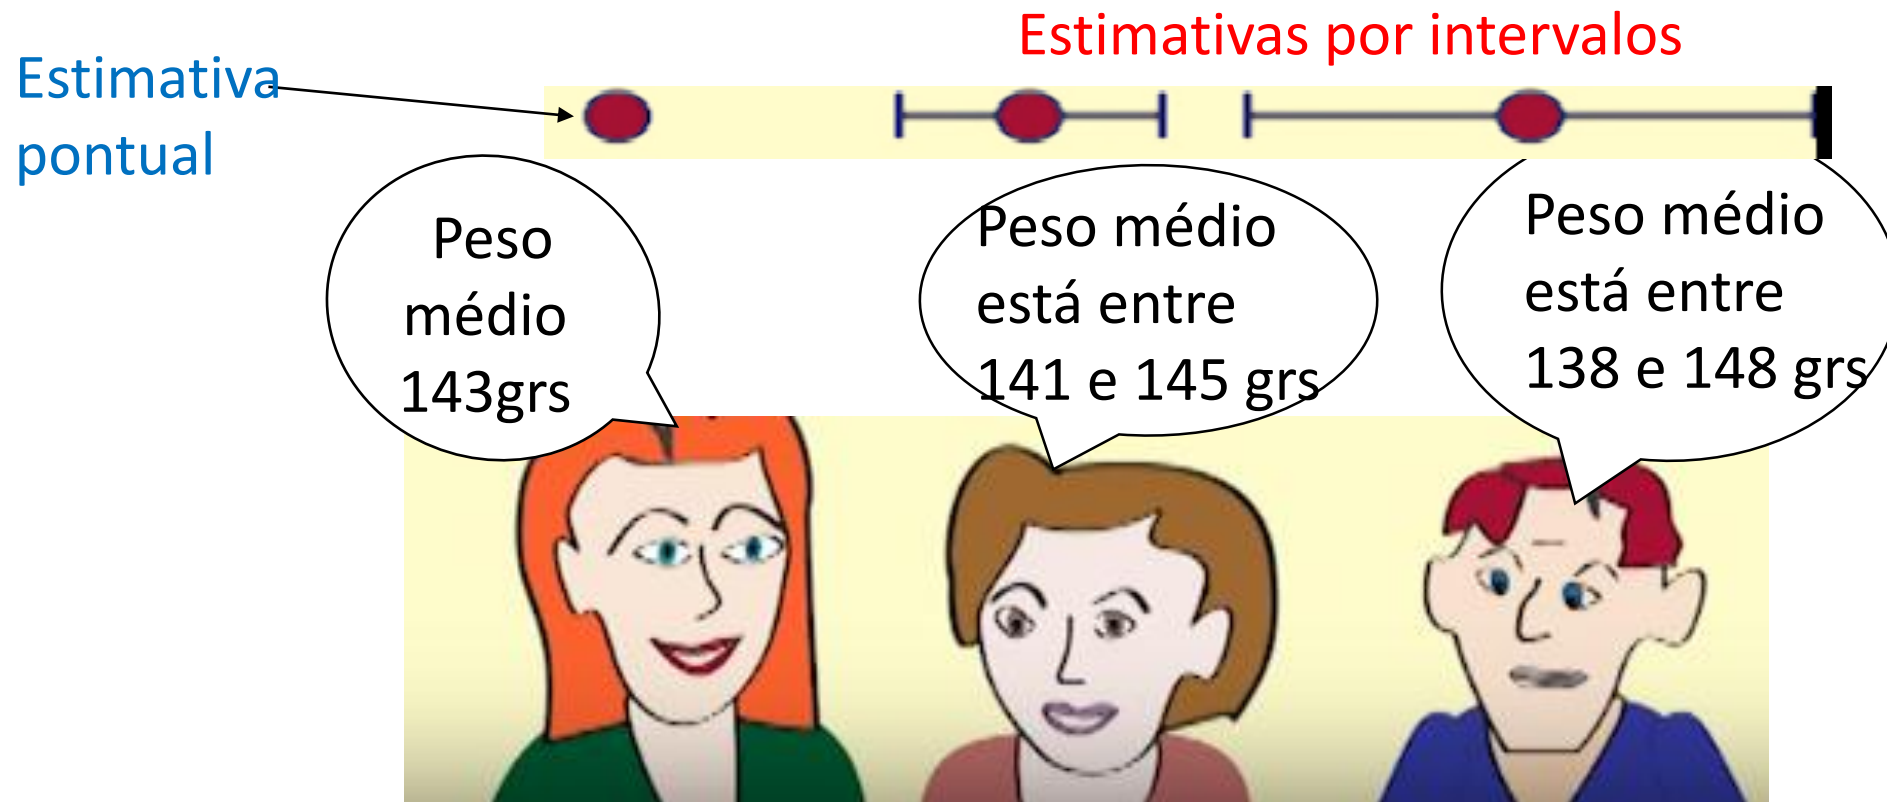 Estimativas por intervalos
Estimativa
pontual
Peso
médio
143grs
Peso médio
está entre
141 e 145 grs
Peso médio
está entre
138 e 148 grs